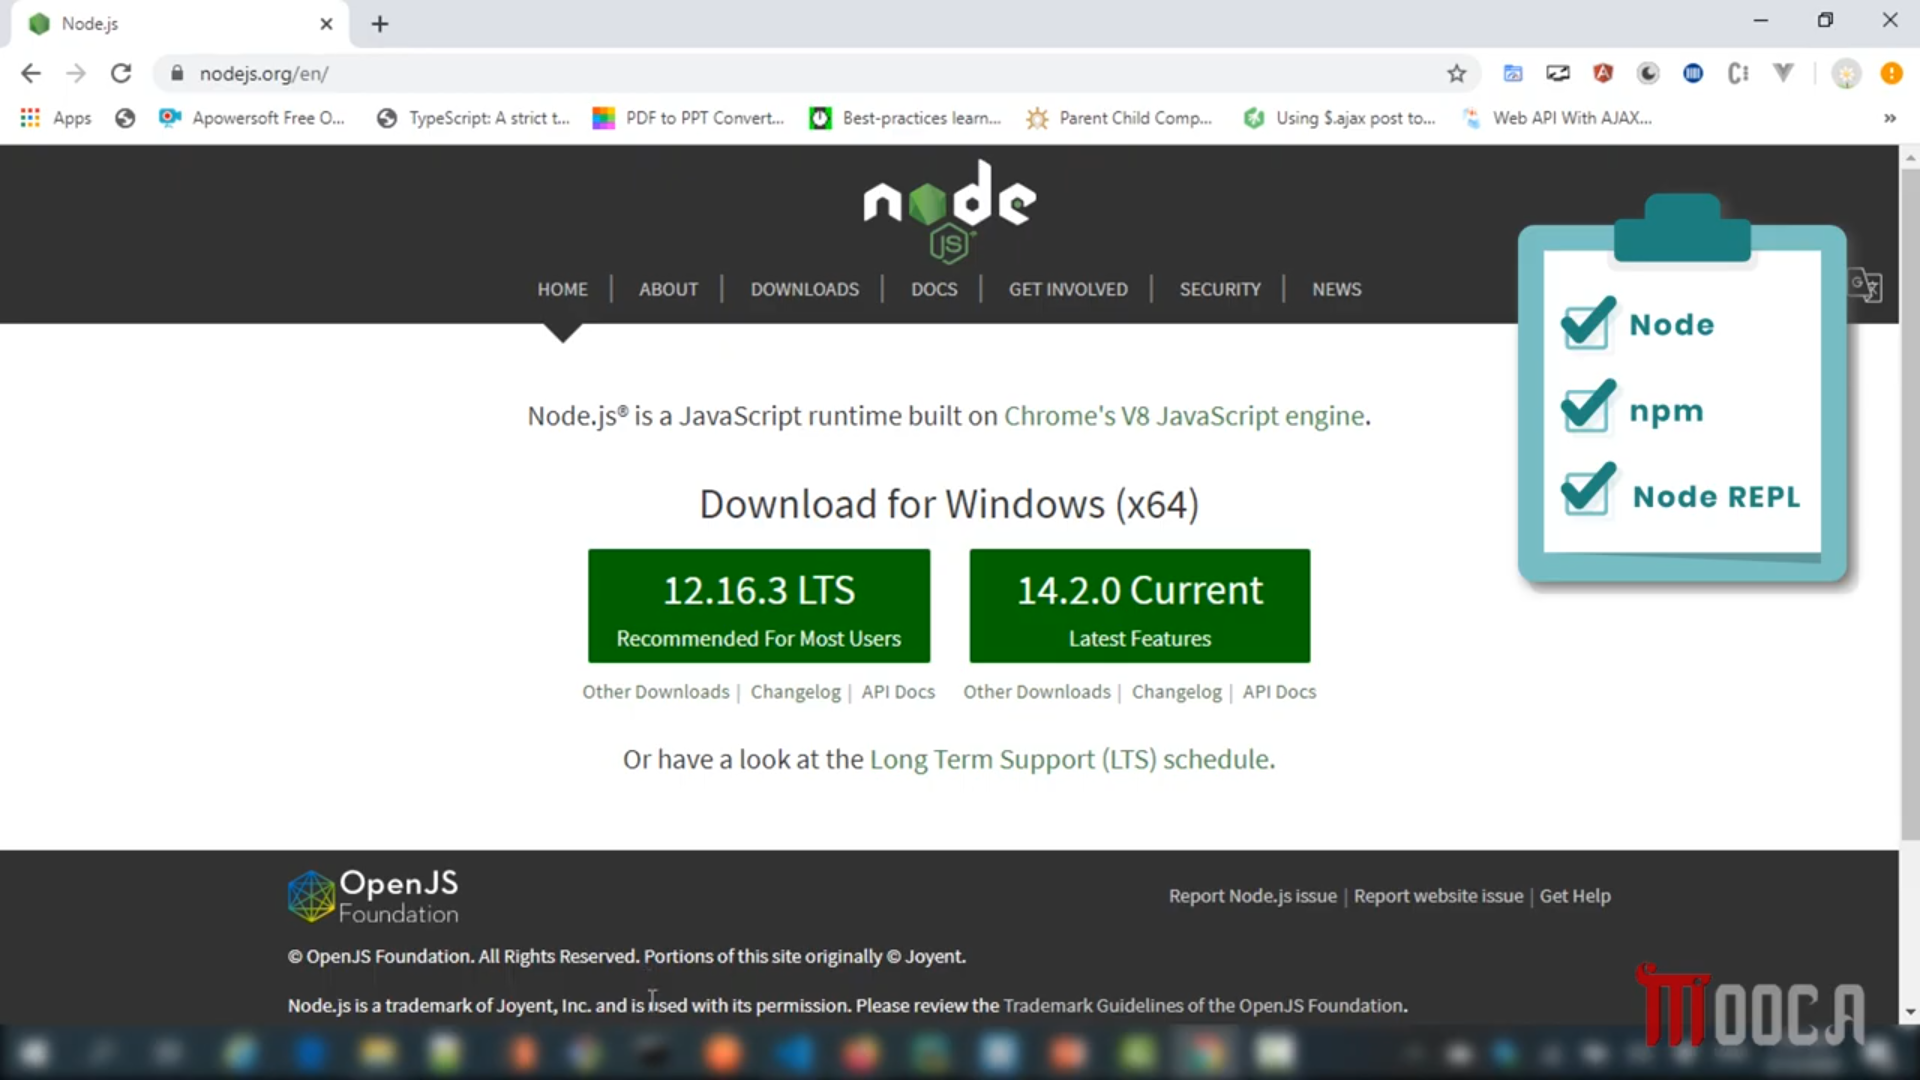 Node.js
nodejs.org/en/
Apps
Apowersoft Free O...
TypeScript: A strict t...
PDF to PPT Convert...
Best-practices learn...
Parent Child Comp...
Using $.ajax post to...
Web API With AJAX...
»
node
JS
HOME | ABOUT | DOWNLOADS | DOCS | GET INVOLVED | SECURITY | NEWS
Node
npm
Node REPL
Node.js® is a JavaScript runtime built on Chrome's V8 JavaScript engine.
Download for Windows (x64)
12.16.3 LTS
Recommended For Most Users
14.2.0 Current
Latest Features
Other Downloads | Changelog | API Docs
Other Downloads | Changelog | API Docs
Or have a look at the Long Term Support (LTS) schedule.
OpenJS
Foundation
Report Node.js issue | Report website issue | Get Help
© OpenJS Foundation. All Rights Reserved. Portions of this site originally © Joyent.
Node.js is a trademark of Joyent, Inc. and is used with its permission. Please review the Trademark Guidelines of the OpenJS Foundation.
MOOCA